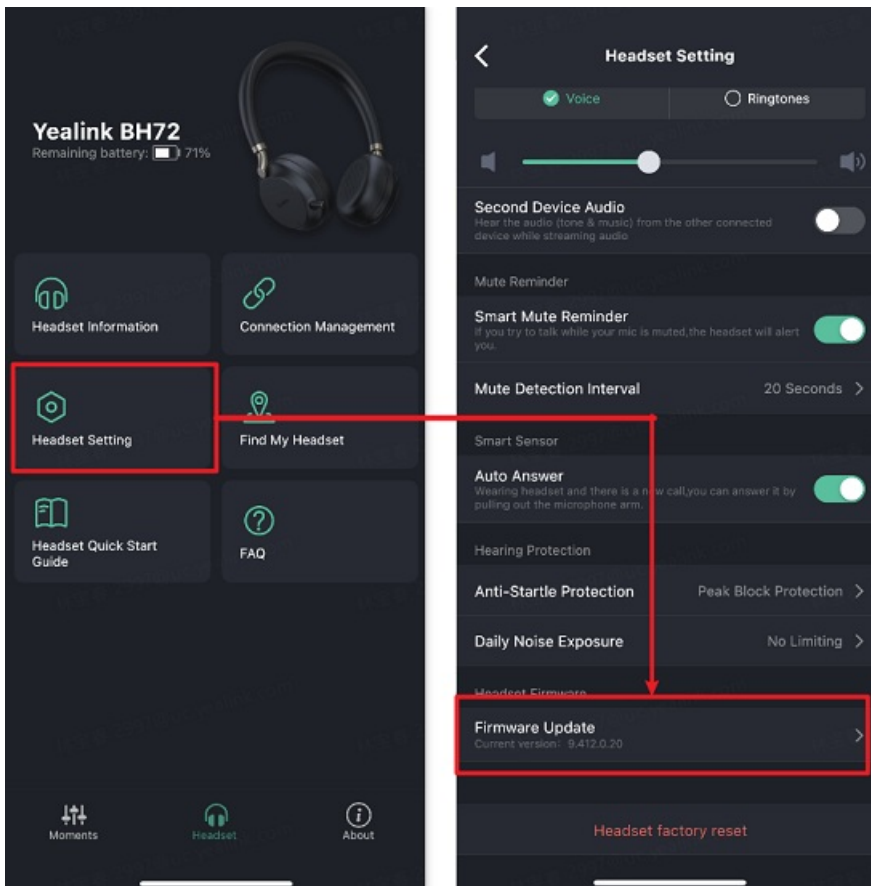 Yealink BH72
Remaining battery: 71%
Headset Information
Connection Management
Headset Setting
Find My Headset
Headset Quick Start
Guide
FAQ
Moments
Headset
About
Headset Setting
Voice
Ringtones
Second Device Audio
Hear the audio (tone & music) from the other connected
device while streaming audio
Mute Reminder
Smart Mute Reminder
If you try to talk while your mic is muted,the headset will alert
you.
Mute Detection Interval
20 Seconds
Smart Sensor
Auto Answer
Wearing headset and there is a new call,you can answer it by
pulling out the microphone arm.
Hearing Protection
Anti-Startle Protection
Peak Block Protection
Daily Noise Exposure
No Limiting
Headset Firmware
Firmware Update
Current version: 9.412.0.20
Headset factory reset